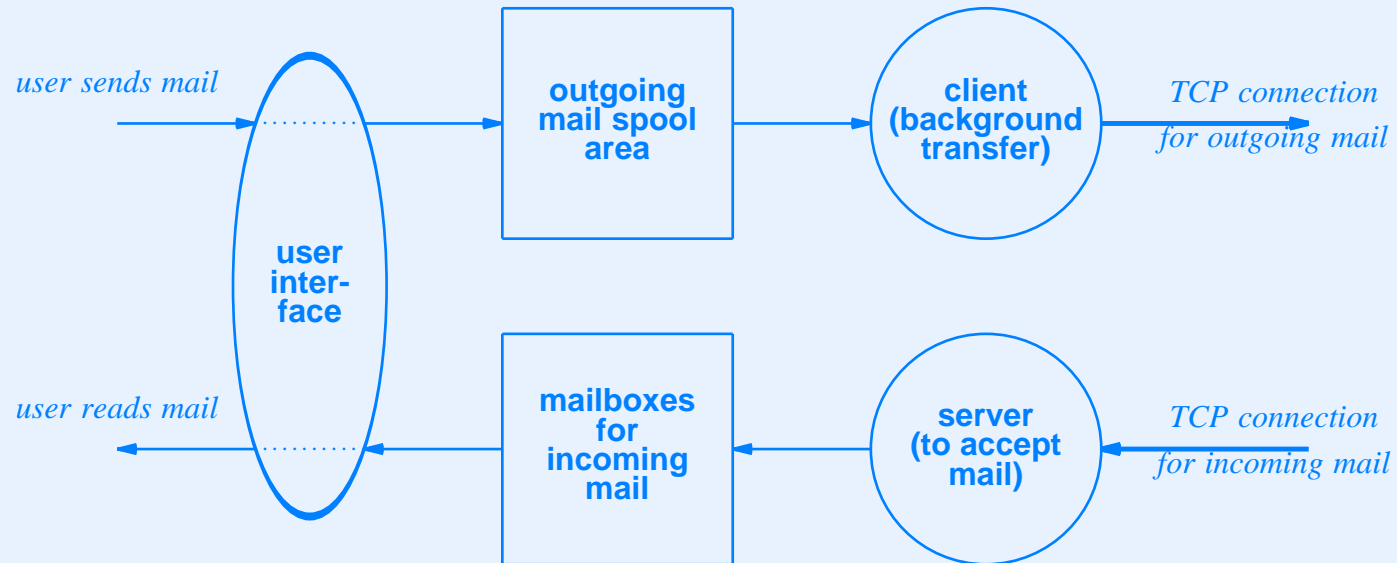 user sends mail
outgoing
mail spool
area
client
(background
transfer)
TCP connection
for outgoing mail
user
inter-
face
user reads mail
mailboxes
for
incoming
mail
server
(to accept
mail)
TCP connection
for incoming mail